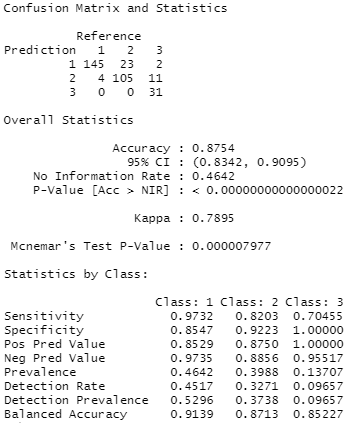 Confusion Matrix and Statistics
Reference
Prediction 1 2 3
1 145 23 2
2 4 105 11
3 0 0 31
Overall Statistics
Accuracy : 0.8754
95% CI : (0.8342, 0.9095)
No Information Rate : 0.4642
P-Value [Acc > NIR] : < 0.00000000000000022
Kappa : 0.7895
Mcnemar's Test P-Value : 0.000007977
Statistics by Class:
Class: 1 Class: 2 Class: 3
Sensitivity 0.9732 0.8203 0.70455
Specificity 0.8547 0.9223 1.00000
Pos Pred Value 0.8529 0.8750 1.00000
Neg Pred Value 0.9735 0.8856 0.95517
Prevalence 0.4642 0.3988 0.13707
Detection Rate 0.4517 0.3271 0.09657
Detection Prevalence 0.5296 0.3738 0.09657
Balanced Accuracy 0.9139 0.8713 0.85227